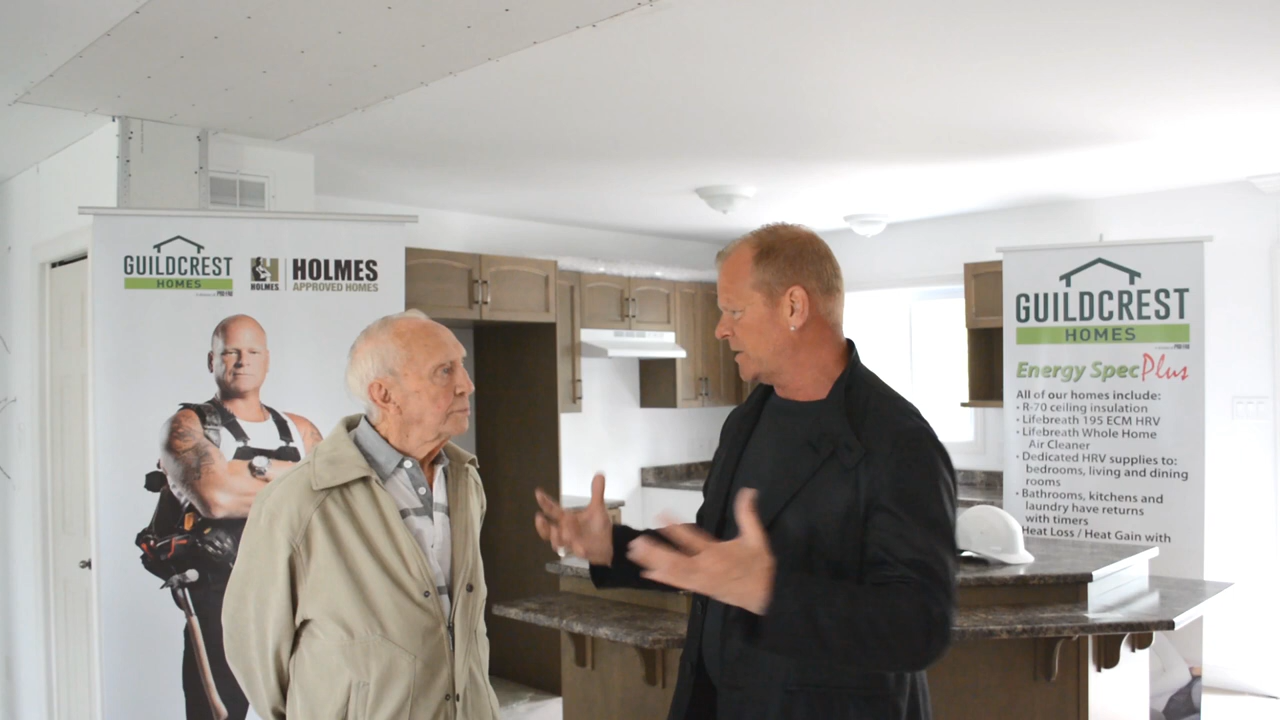 GUILDCREST
HOMES
HOLMES
HOLMES
APPROVED HOMES
GUILDCREST
HOMES
Energy Spec Plus
All of our homes include:
• R-70 ceiling insulation
• Lifebreath 195 ECM HRV
• Lifebreath Whole Home
Air Cleaner
• Dedicated HRV supplies to:
bedrooms, living and dining
rooms
• Bathrooms, kitchens and
laundry have returns
with timers
Heat Loss / Heat Gain with